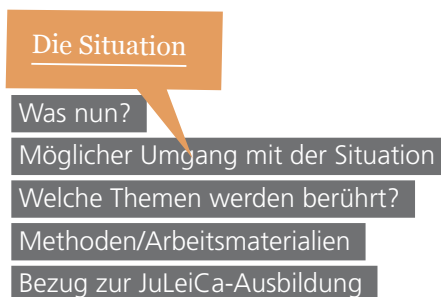 Die Situation
Was nun?
Möglicher Umgang mit der Situation
Welche Themen werden berührt?
Methoden/Arbeitsmaterialien
Bezug zur JuLeiCa-Ausbildung